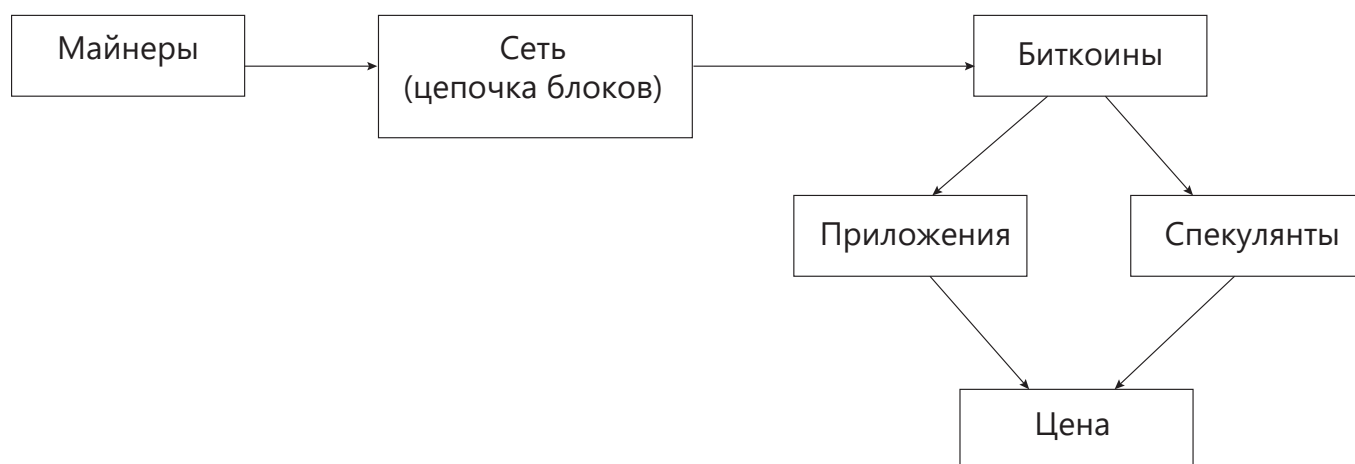 Майнеры
Сеть
(цепочка блоков)
Биткоины
Приложения
Спекулянты
Цена